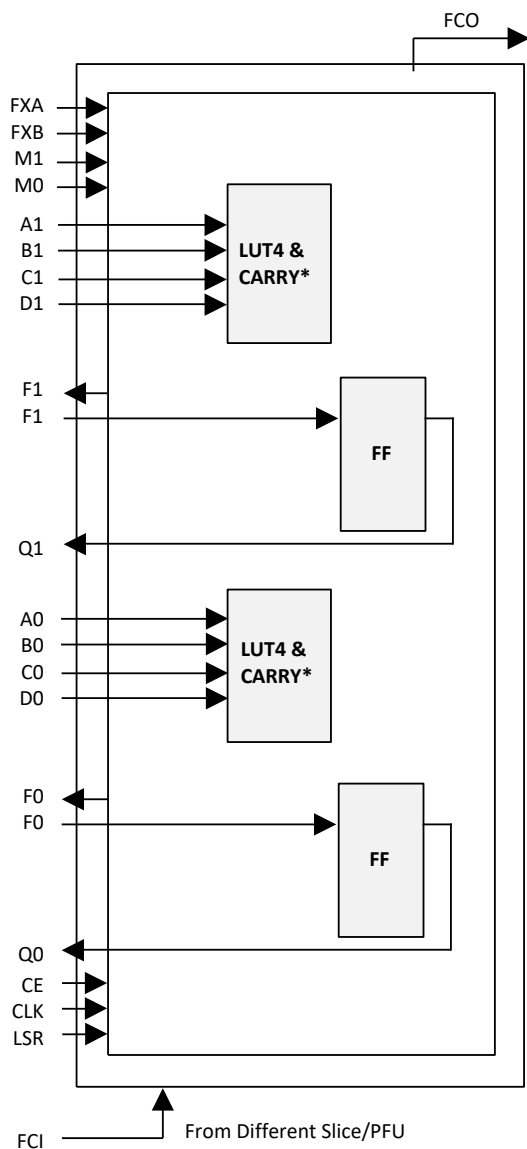 FCO
FXA
FXB
M1
M0
A1
B1
C1
D1
LUT4 &
CARRY*
F1
F1
FF
Q1
A0
B0
C0
D0
LUT4 &
CARRY*
F0
F0
FF
Q0
CE
CLK
LSR
From Different Slice/PFU
FCI